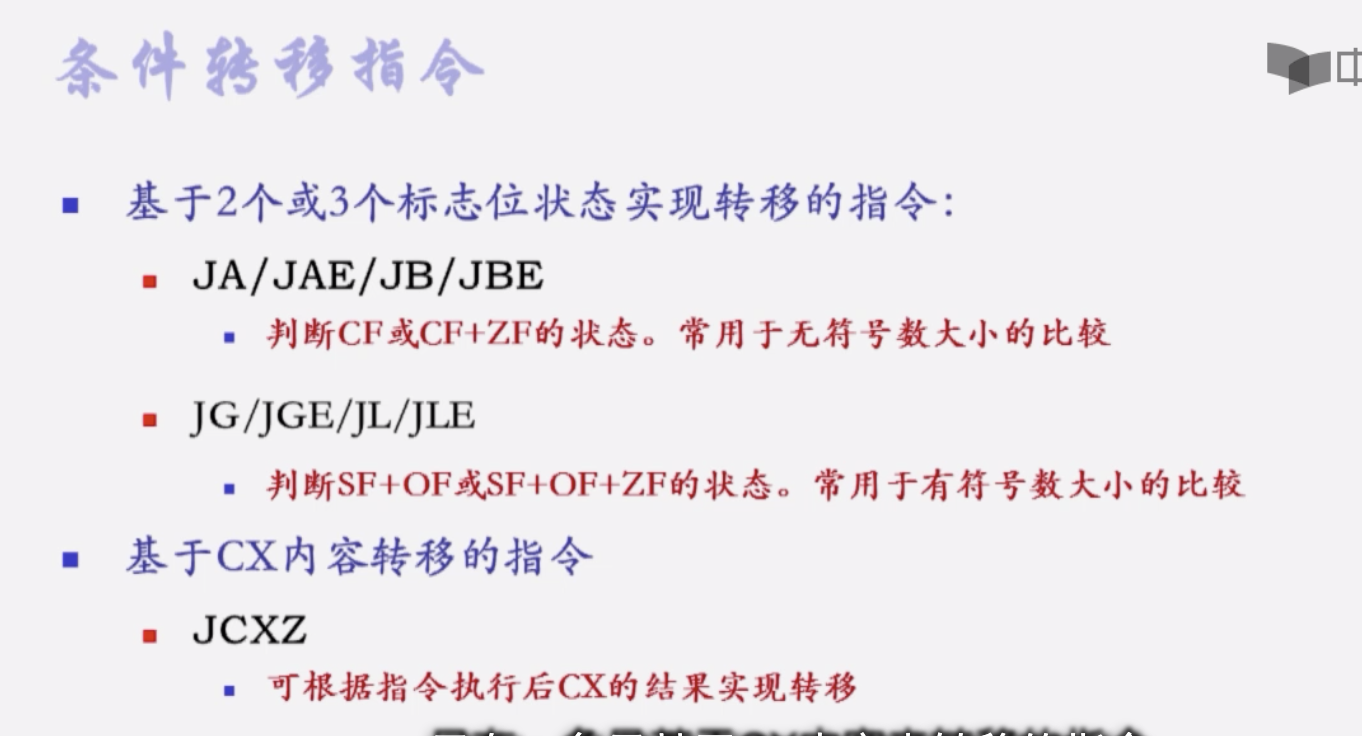 条件转移指令
中
基于2个或3个标志位状态实现转移的指令：
JA/JAE/JB/JBE
判断CF或CF+ZF的状态。常用于无符号数大小的比较
JG/JGE/JL/JLE
判断SF+OF或SF+OF+ZF的状态。常用于有符号数大小的比较
基于CX内容转移的指令
JCXZ
可根据指令执行后CX的结果实现转移